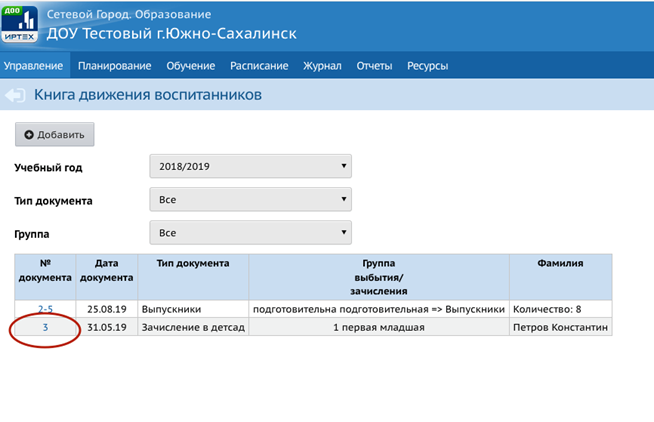 ДОО
ИРТЕХ
Сетевой Город. Образование
ДОУ Тестовый г.Южно-Сахалинск
Управление Планирование Обучение Расписание Журнал Отчеты Ресурсы
Книга движения воспитанников
Добавить
Учебный год 2018/2019
Тип документа Все
Группа Все
№ Дата Тип документа Группа Фамилия
документа документа выбытия/
зачисления
2-5 25.08.19 Выпускники подготовительна подготовительная => Выпускники Количество: 8
3 31.05.19 Зачисление в детсад 1 первая младшая Петров Константин